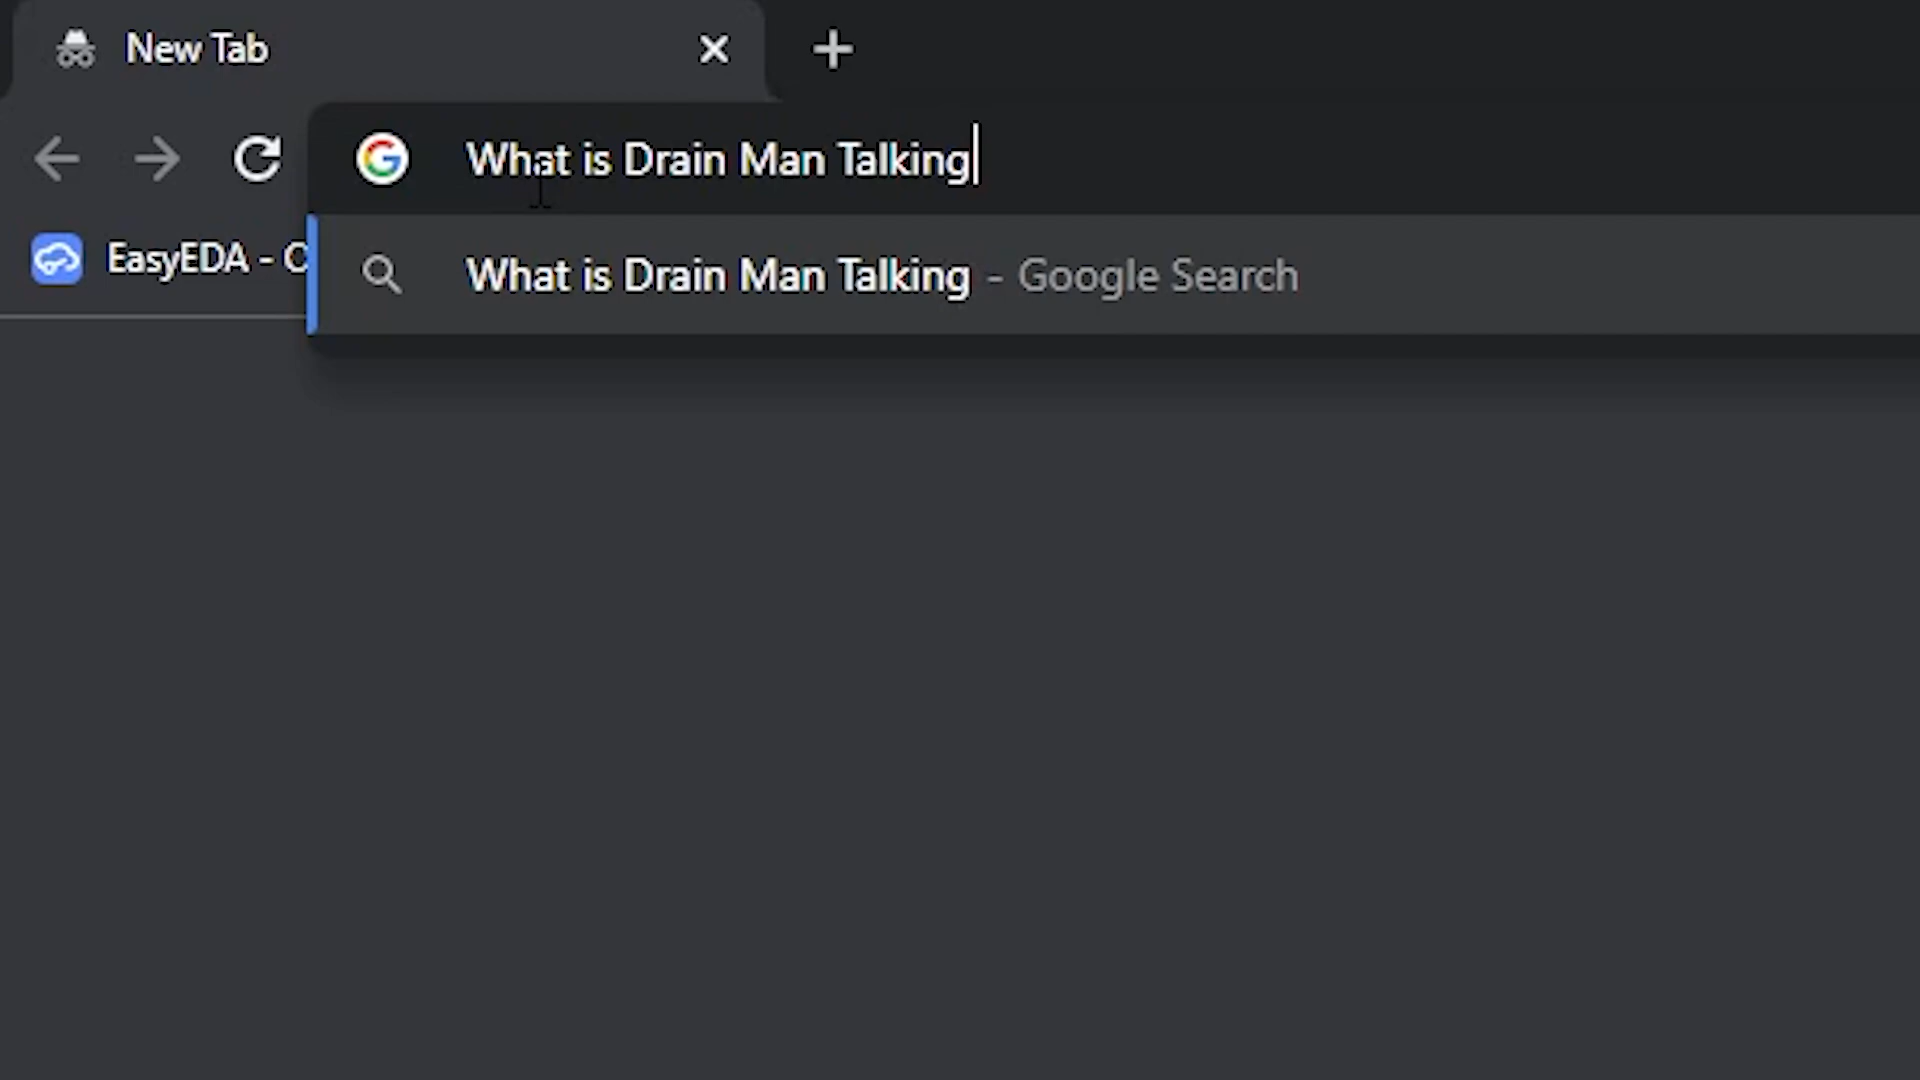 New Tab
What is Drain Man Talking
EasyEDA - C
What is Drain Man Talking - Google Search